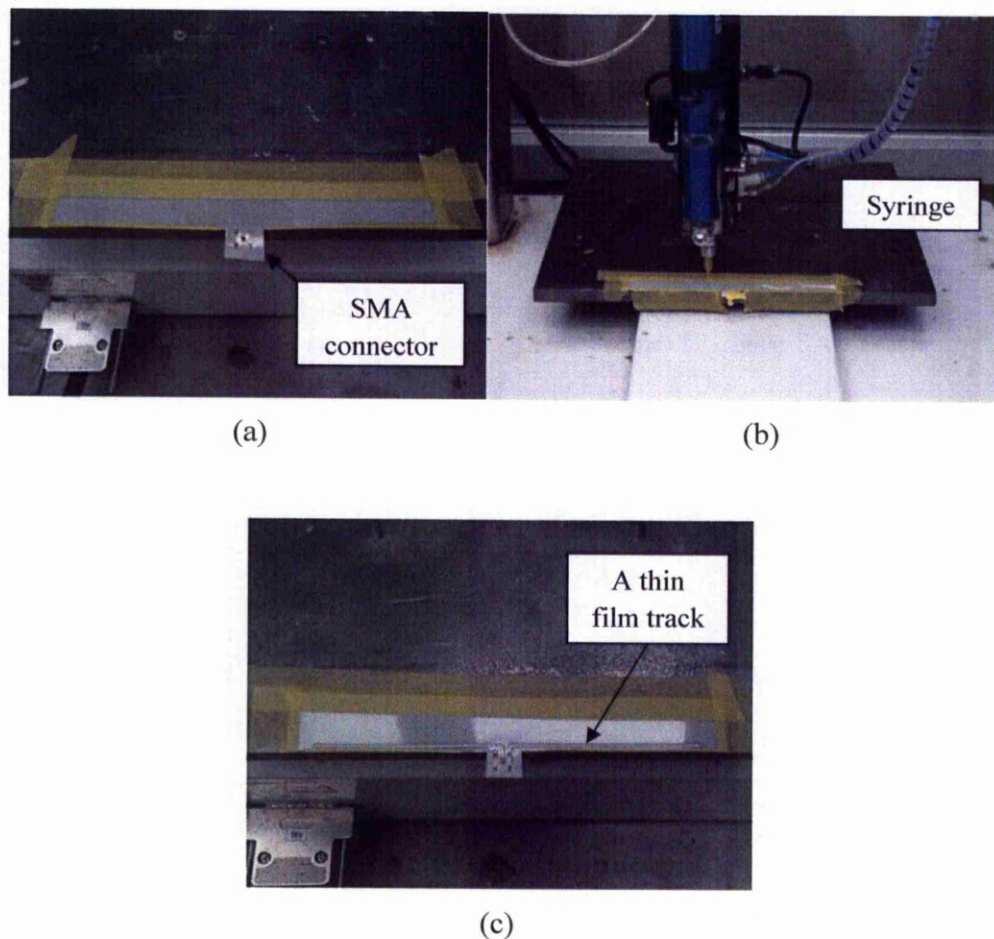 SMA
connector
Syringe
(a)
(b)
A thin
film track
(c)